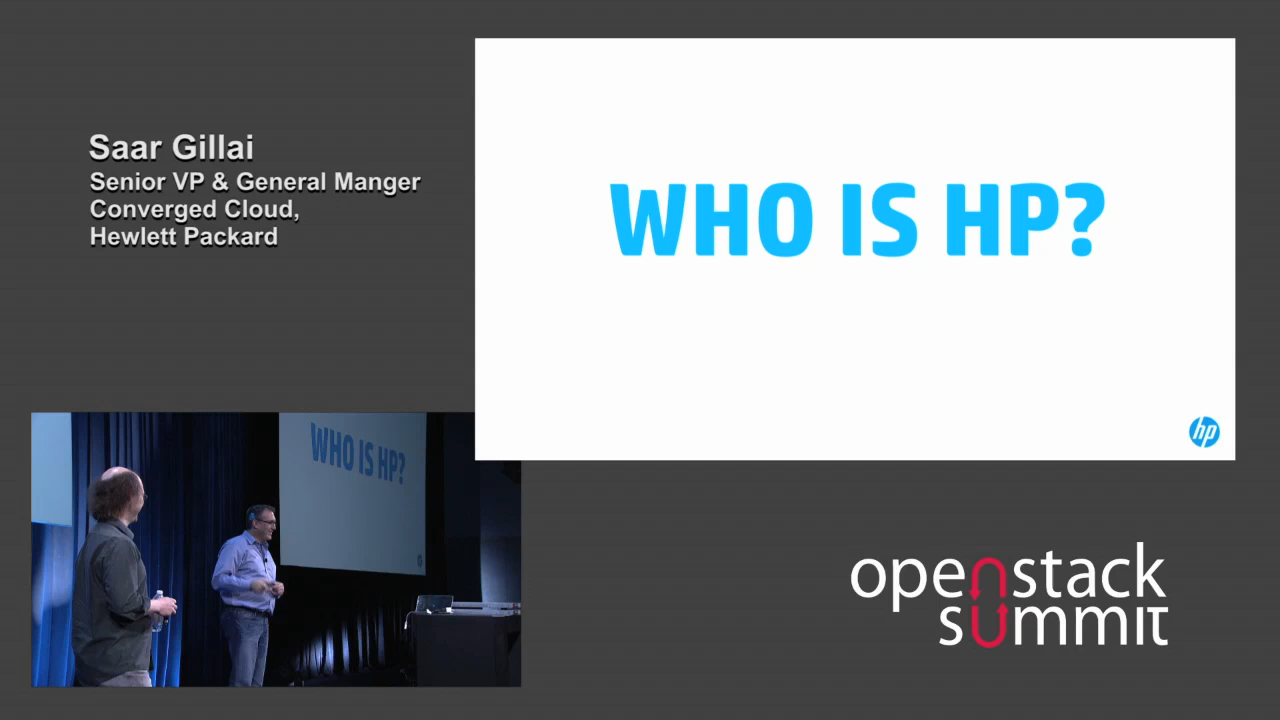 Saar Gillai
Senior VP & General Manger
Converged Cloud,
Hewlett Packard
WHO IS HP?
hp
WHO IS HP?
openstack
summit